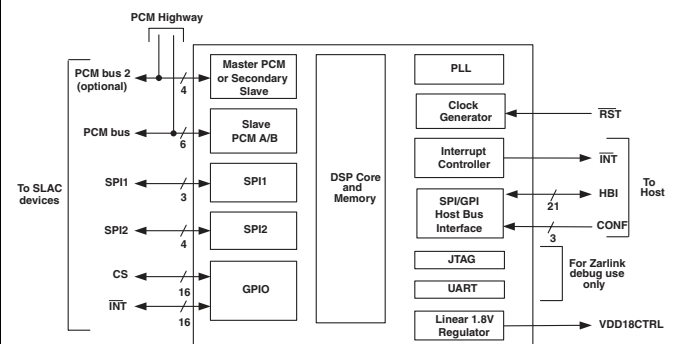 PCM Highway
PCM bus 2
(optional)
4
Master PCM
or Secondary
Slave
PCM bus
6
Slave
PCM A/B
To SLAC
devices
SPI1
3
SPI1
SPI2
4
SPI2
CS
16
INT
16
GPIO
DSP Core
and
Memory
PLL
Clock
Generator
RST
Interrupt
Controller
INT
SPI/GPI
Host Bus
Interface
21
HBI
3
CONF
To
Host
JTAG
UART
For Zarlink
debug use
only
Linear 1.8V
Regulator
VDD18CTRL